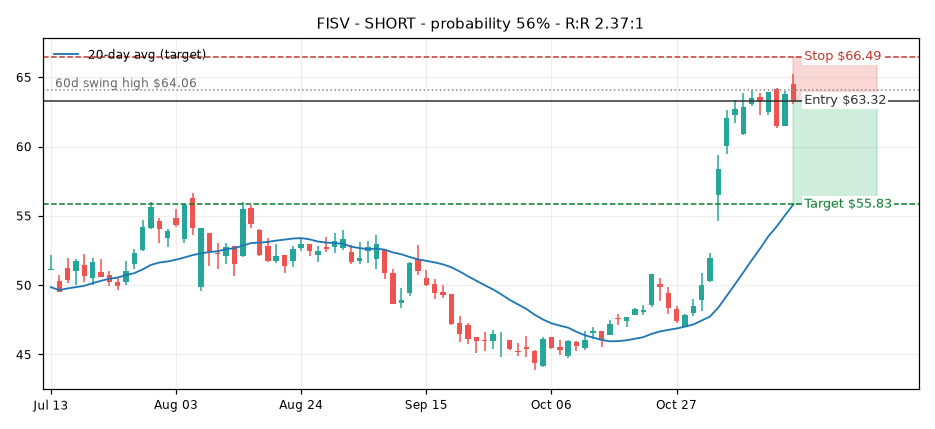 FISV - SHORT - probability 56% - R:R 2.37:1
20-day avg (target)
Stop $66.49
60d swing high $64.06
Entry $63.32
Target $55.83
65
60
55
50
45
Jul 13
Aug 03
Aug 24
Sep 15
Oct 06
Oct 27